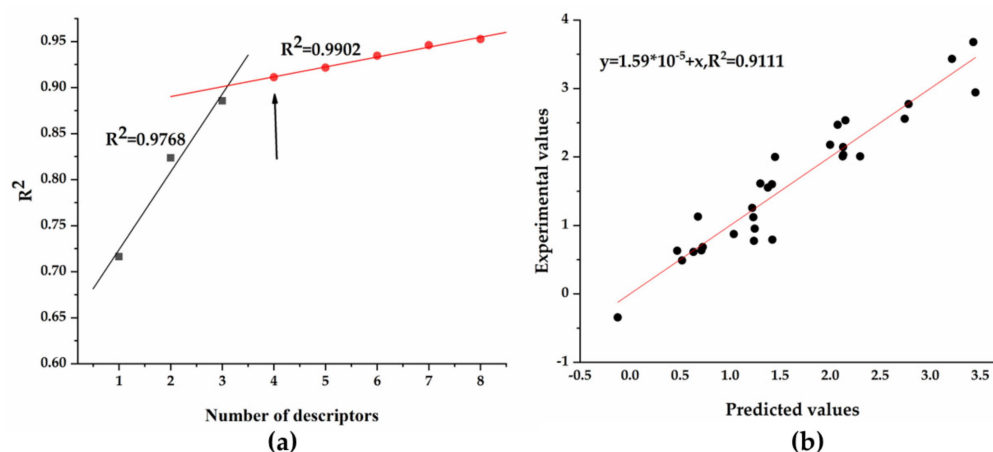 0.95
0.90
0.85
0.80
0.75
0.70
0.65
0.60
R²
R²=0.9902
R²=0.9768
1 2 3 4 5 6 7 8
Number of descriptors
(a)
4
3
2
1
0
-1
Experimental values
y=1.59*10⁻⁵+x,R²=0.9111
-0.5 0.0 0.5 1.0 1.5 2.0 2.5 3.0 3.5
Predicted values
(b)